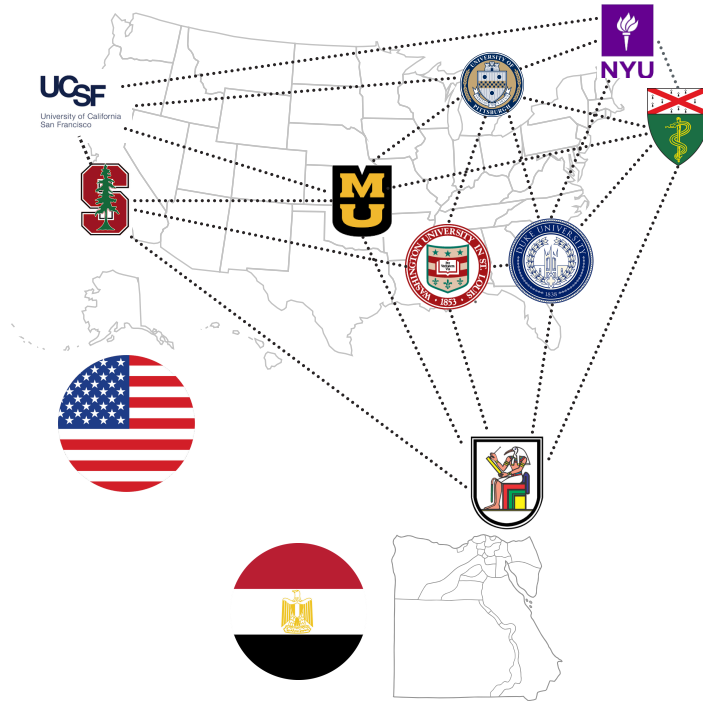 NYU
UNIVERSITY OF
PITTSBURGH
UCSF
University of California
San Francisco
S
MU
WASHINGTON UNIVERSITY IN ST. LOUIS
1853
DUKE UNIVERSITY
1838